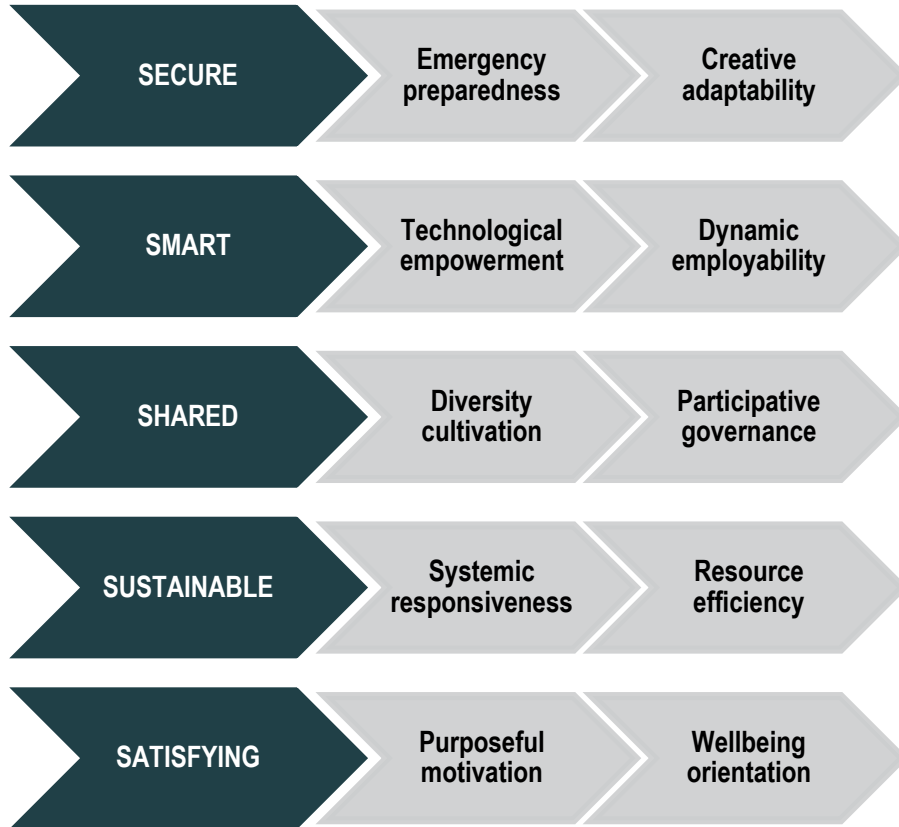 SECURE
Emergency
preparedness
Creative
adaptability
SMART
Technological
empowerment
Dynamic
employability
SHARED
Diversity
cultivation
Participative
governance
SUSTAINABLE
Systemic
responsiveness
Resource
efficiency
SATISFYING
Purposeful
motivation
Wellbeing
orientation